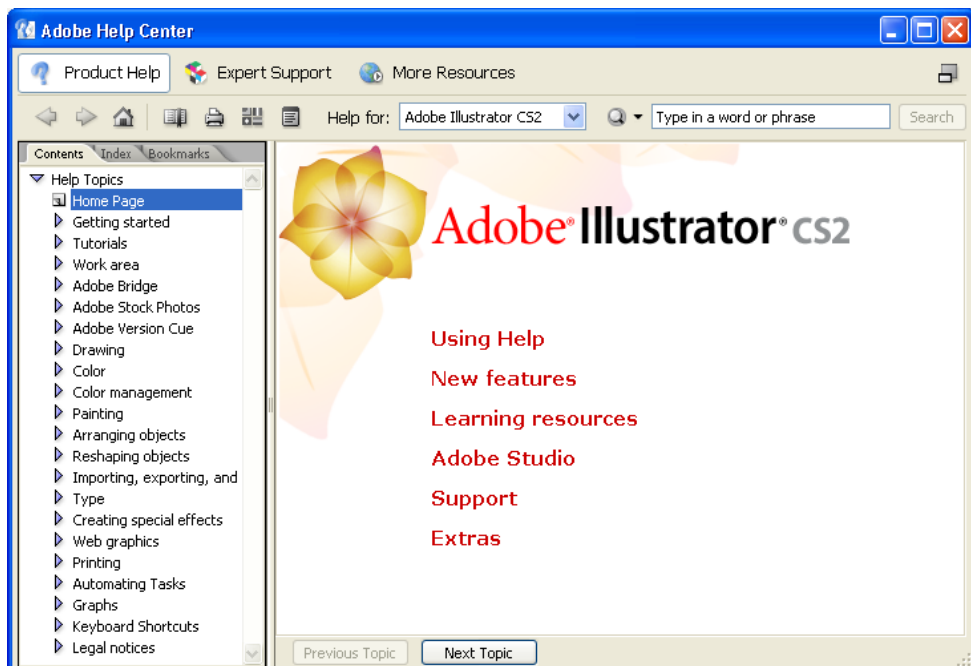 Adobe Help Center
Product Help Expert Support More Resources
Help for: Adobe Illustrator CS2 Type in a word or phrase Search
Contents Index Bookmarks
Help Topics
Home Page
Getting started
Tutorials
Work area
Adobe Bridge
Adobe Stock Photos
Adobe Version Cue
Drawing
Color
Color management
Painting
Arranging objects
Reshaping objects
Importing, exporting, and
Type
Creating special effects
Web graphics
Printing
Automating Tasks
Graphs
Keyboard Shortcuts
Legal notices
Adobe® Illustrator® CS2
Using Help
New features
Learning resources
Adobe Studio
Support
Extras
Previous Topic Next Topic